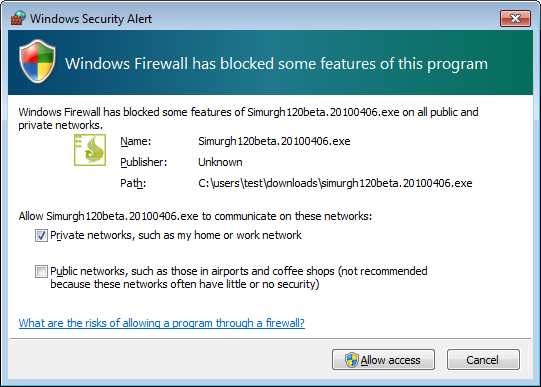 Windows Security Alert
Windows Firewall has blocked some features of this program
Windows Firewall has blocked some features of Simurgh120beta.20100406.exe on all public and
private networks.
Name: Simurgh120beta.20100406.exe
Publisher: Unknown
Path: C:\users\test\downloads\simurgh120beta.20100406.exe
Allow Simurgh120beta.20100406.exe to communicate on these networks:
Private networks, such as my home or work network
Public networks, such as those in airports and coffee shops (not recommended
because these networks often have little or no security)
What are the risks of allowing a program through a firewall?
Allow access Cancel